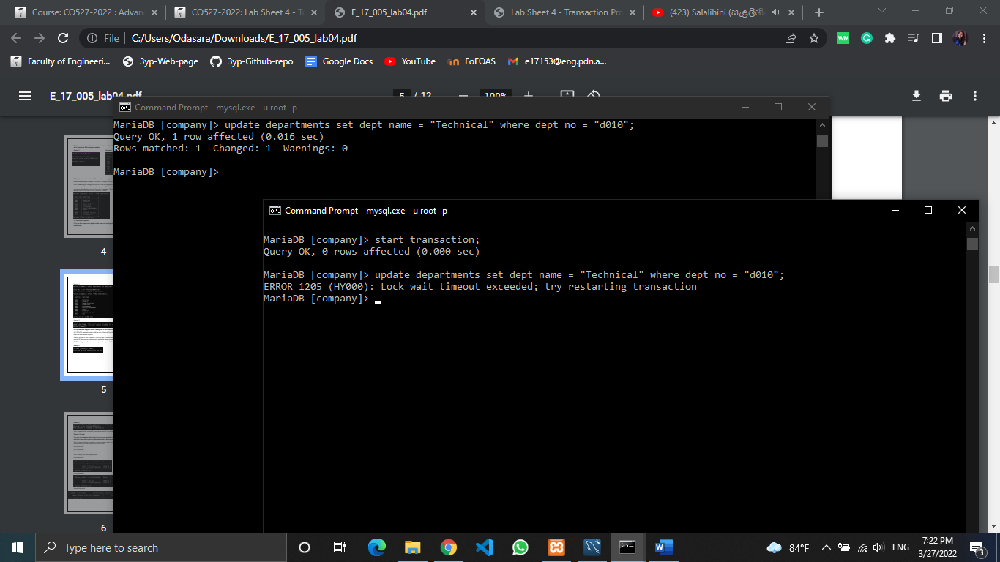 Course: CO527-2022 : Advan
CO527-2022: Lab Sheet 4 - Tr
E_17_005_lab04.pdf
Lab Sheet 4 - Transaction Pro
(423) Salalihini
File
C:/Users/Odasara/Downloads/E_17_005_lab04.pdf
Faculty of Engineeri...
3yp-Web-page
3yp-Github-repo
Google Docs
YouTube
FoEOAS
e17153@eng.pdn.a...
E_17_005_lab04.pdf
5 / 12
100%
Command Prompt - mysql.exe -u root -p
MariaDB [company]> update departments set dept_name = "Technical" where dept_no = "d010";
Query OK, 1 row affected (0.016 sec)
Rows matched: 1 Changed: 1 Warnings: 0
MariaDB [company]>
Command Prompt - mysql.exe -u root -p
MariaDB [company]> start transaction;
Query OK, 0 rows affected (0.000 sec)
MariaDB [company]> update departments set dept_name = "Technical" where dept_no = "d010";
ERROR 1205 (HY000): Lock wait timeout exceeded; try restarting transaction
MariaDB [company]>
4
5
6
Type here to search
84°F
ENG
7:22 PM
3/27/2022
3